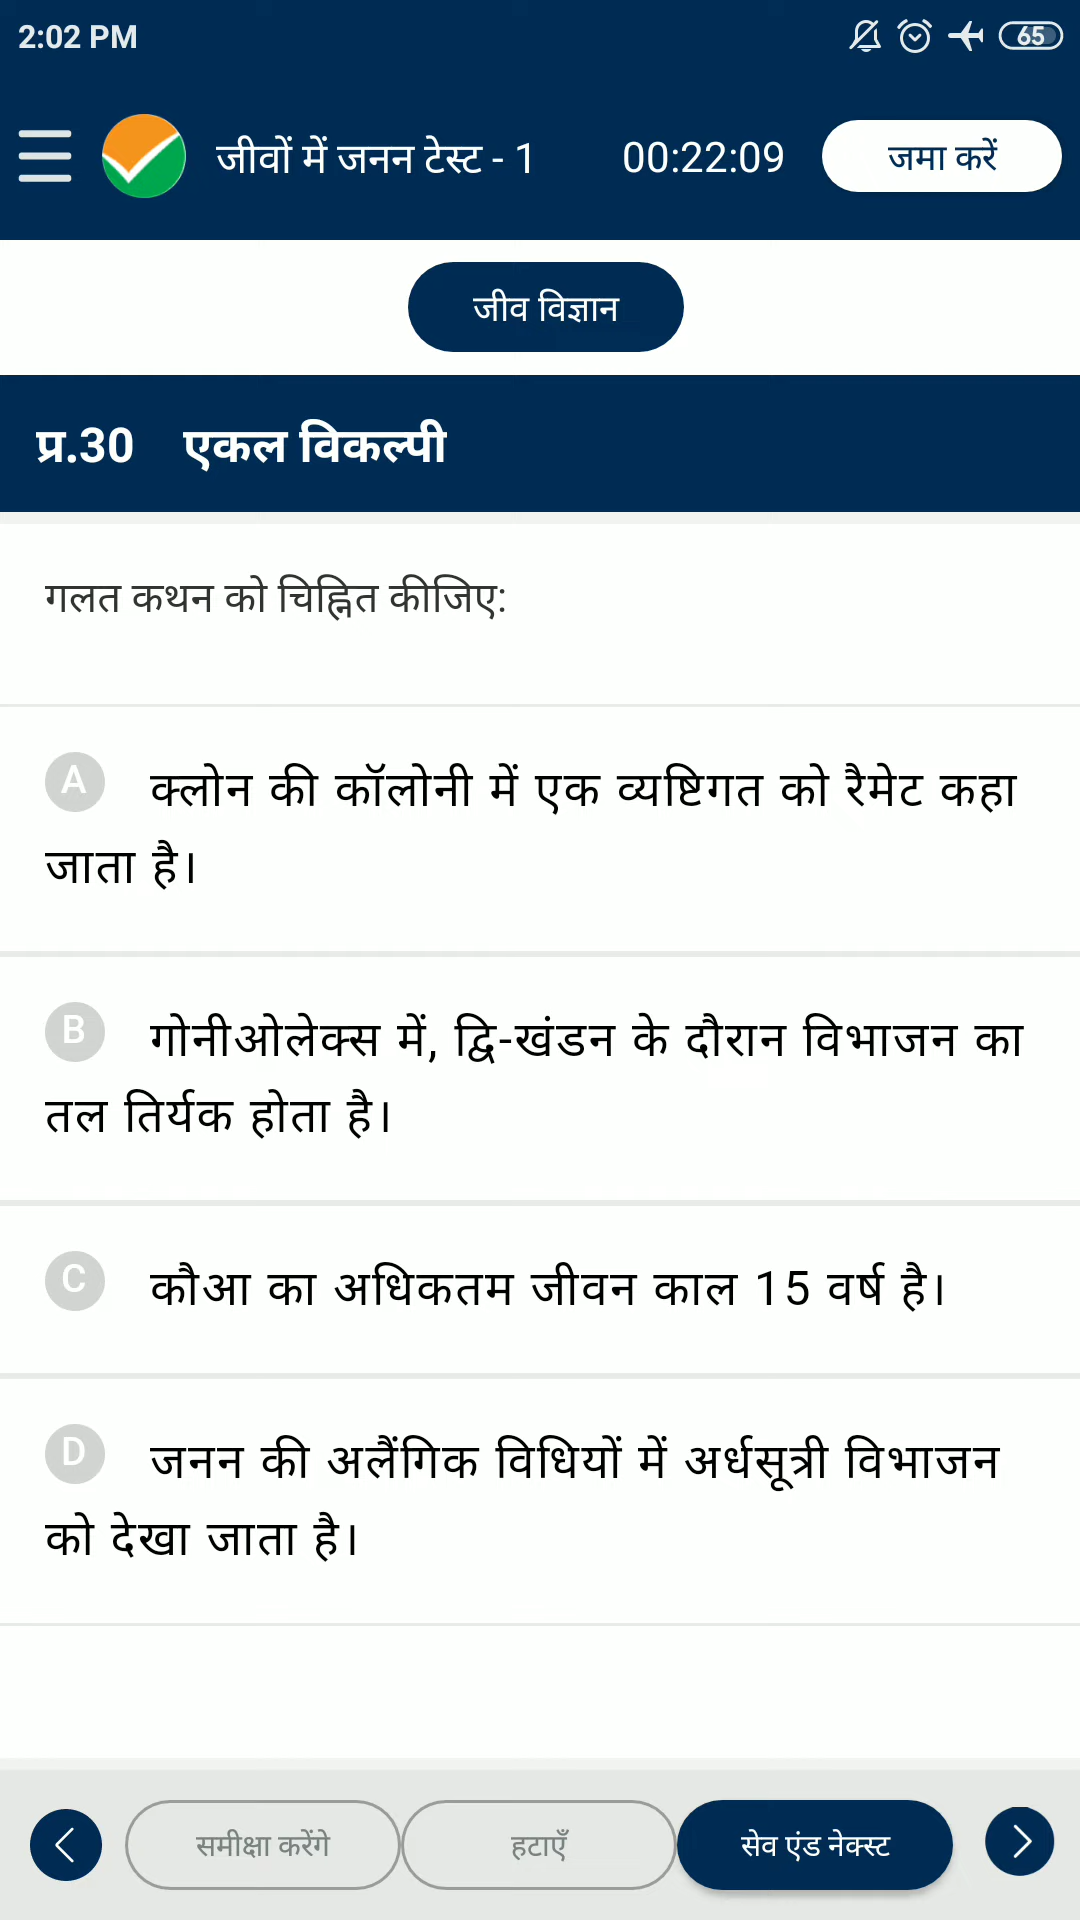 2:02 PM
65
जीवों में जनन टेस्ट - 1
00:22:09
जमा करें
जीव विज्ञान
प्र.30 एकल विकल्पी
गलत कथन को चिह्नित कीजिए:
A क्लोन की कॉलोनी में एक व्यष्टिगत को रैमेट कहा
जाता है।
B गोनीओलेक्स में, द्वि-खंडन के दौरान विभाजन का
तल तिर्यक होता है।
C कौआ का अधिकतम जीवन काल 15 वर्ष है।
D जनन की अलैंगिक विधियों में अर्धसूत्री विभाजन
को देखा जाता है।
समीक्षा करेंगे
हटाएँ
सेव एंड नेक्स्ट